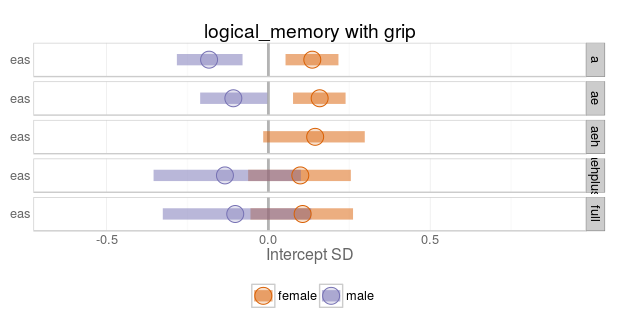 logical_memory with grip
eas
a
eas
ae
eas
aeh
eas
ehplus
eas
full
-0.5
0.0
0.5
Intercept SD
female
male